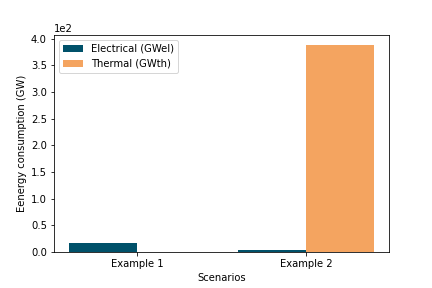 1e2
4.0
3.5
3.0
2.5
2.0
1.5
1.0
0.5
0.0
Eenergy consumption (GW)
Electrical (GWel)
Thermal (GWth)
Example 1
Example 2
Scenarios